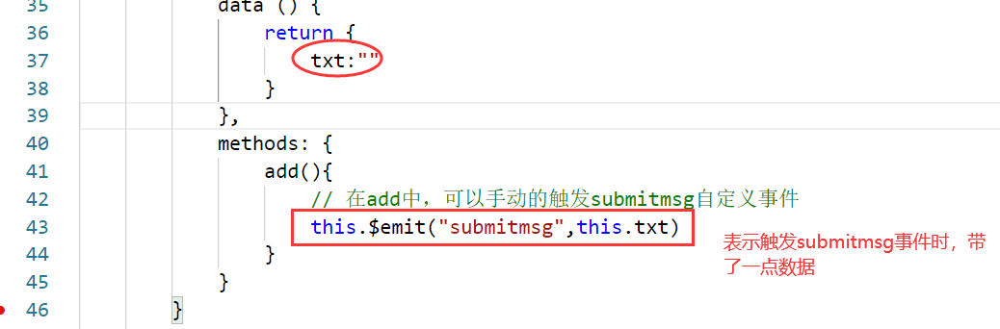 35 data () {
36 return {
37 txt:""
38 }
39 },
40 methods: {
41 add(){
42 // 在add中，可以手动的触发submitmsg自定义事件
43 this.$emit("submitmsg",this.txt)
44 }
45 }
46 }
表示触发submitmsg事件时，带
了一点数据